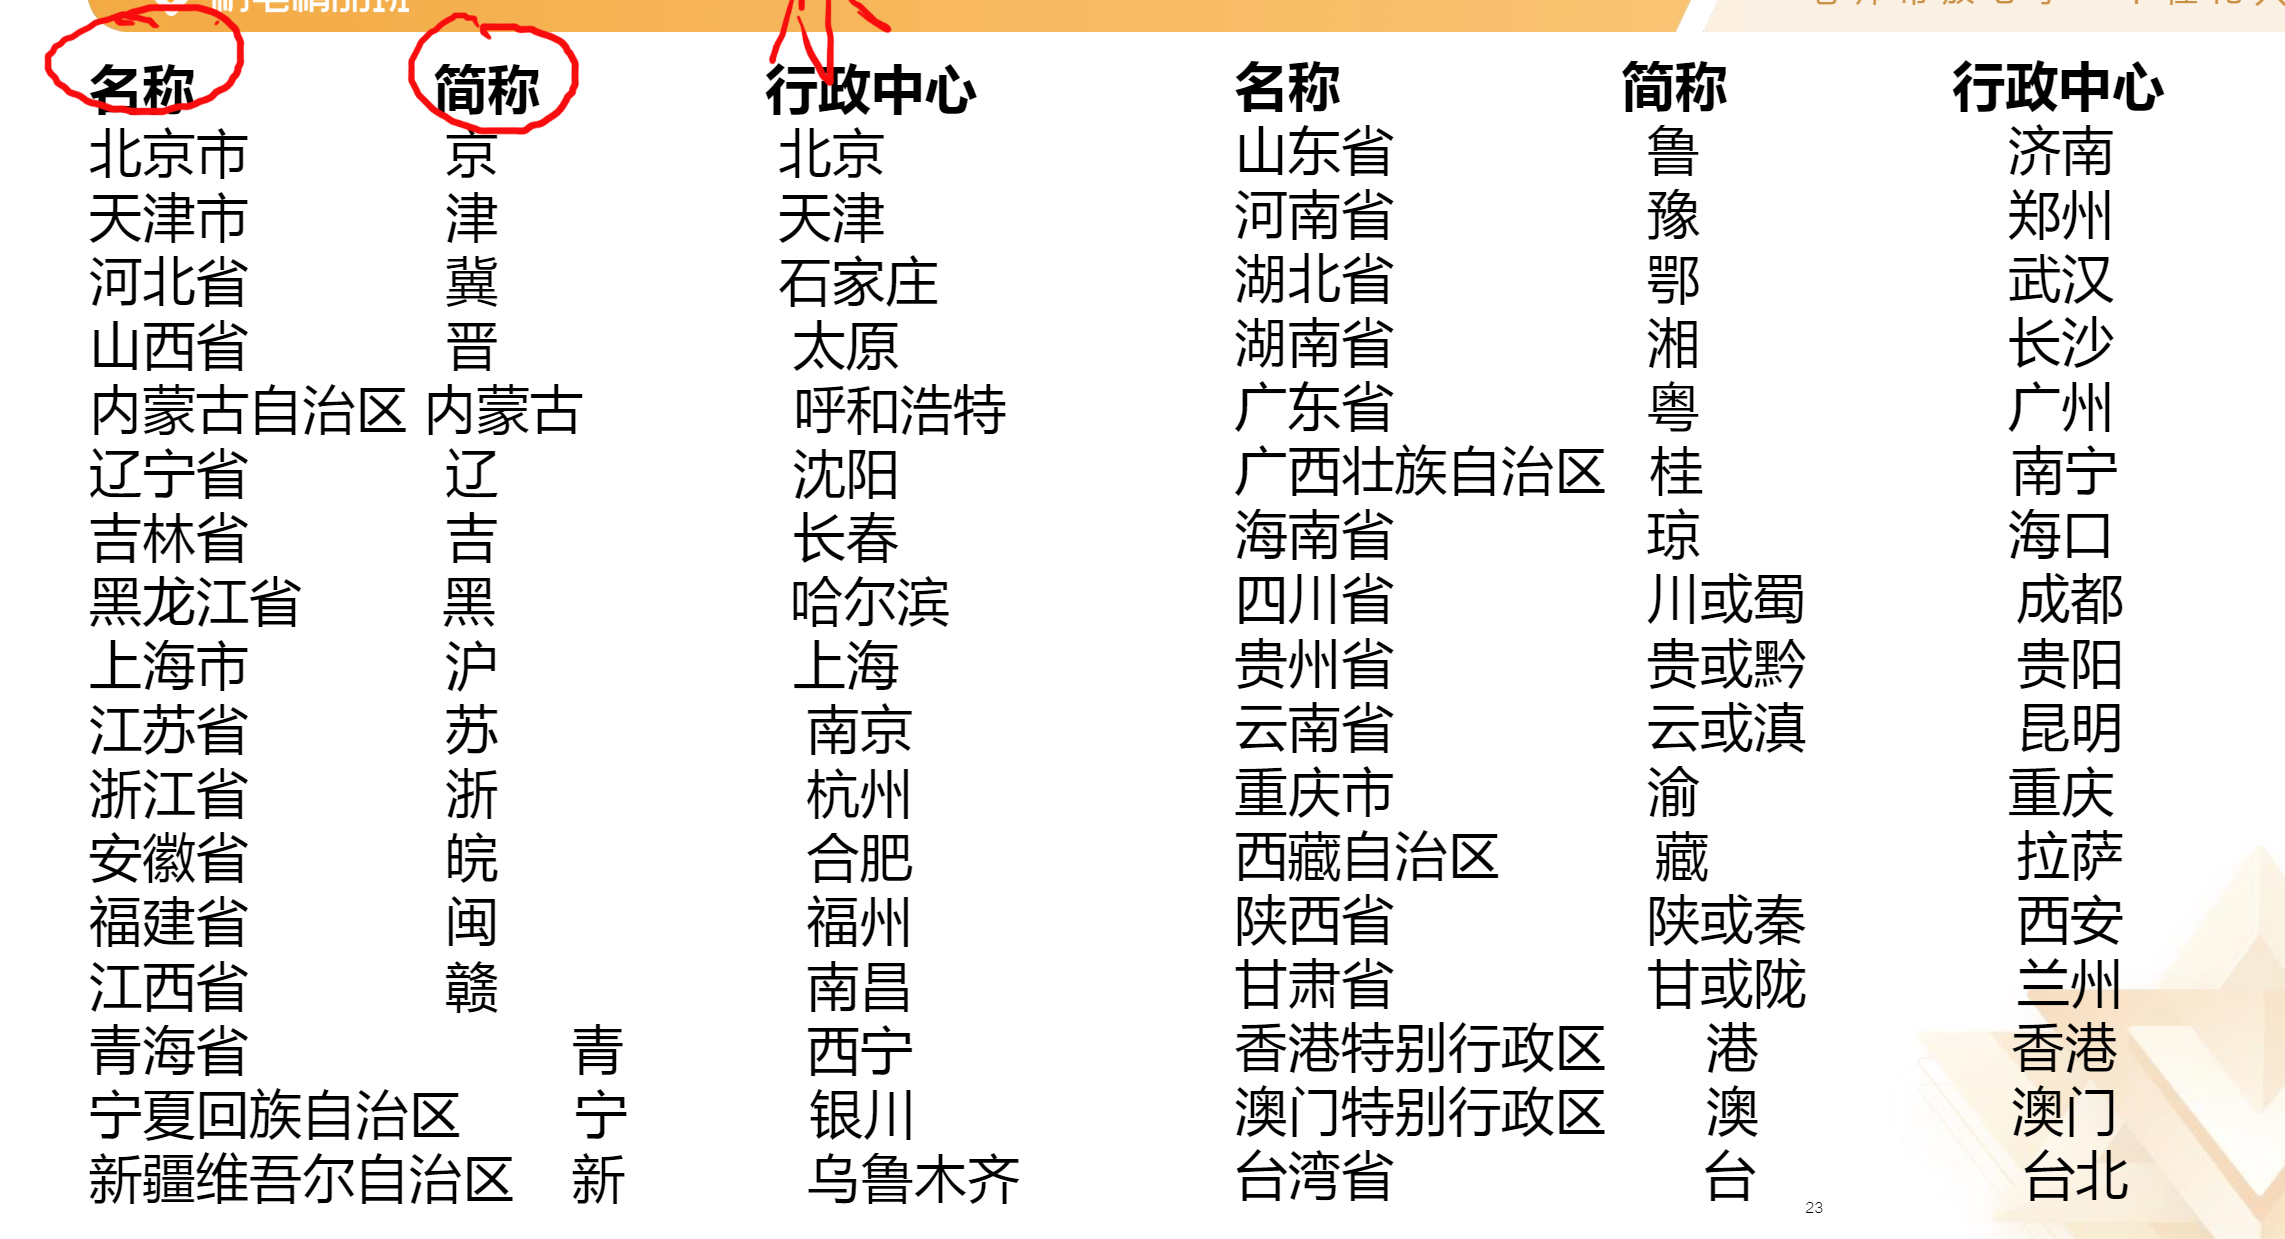 名称 简称 行政中心
北京市 京 北京
天津市 津 天津
河北省 冀 石家庄
山西省 晋 太原
内蒙古自治区 内蒙古 呼和浩特
辽宁省 辽 沈阳
吉林省 吉 长春
黑龙江省 黑 哈尔滨
上海市 沪 上海
江苏省 苏 南京
浙江省 浙 杭州
安徽省 皖 合肥
福建省 闽 福州
江西省 赣 南昌
青海省 青 西宁
宁夏回族自治区 宁 银川
新疆维吾尔自治区 新 乌鲁木齐
名称 简称 行政中心
山东省 鲁 济南
河南省 豫 郑州
湖北省 鄂 武汉
湖南省 湘 长沙
广东省 粤 广州
广西壮族自治区 桂 南宁
海南省 琼 海口
四川省 川或蜀 成都
贵州省 贵或黔 贵阳
云南省 云或滇 昆明
重庆市 渝 重庆
西藏自治区 藏 拉萨
陕西省 陕或秦 西安
甘肃省 甘或陇 兰州
香港特别行政区 港 香港
澳门特别行政区 澳 澳门
台湾省 台 台北
23